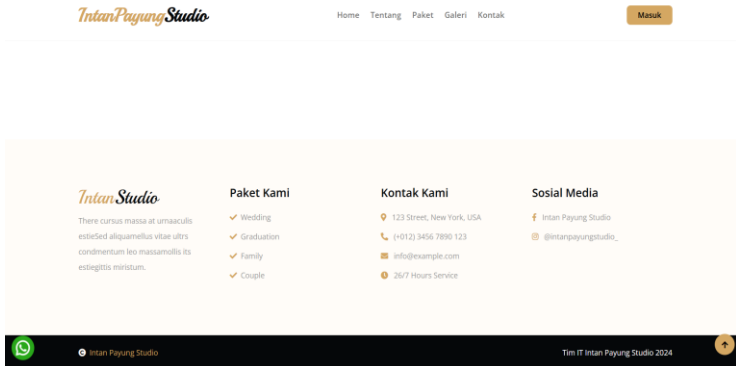 IntanPayungStudio
Home Tentang Paket Galeri Kontak
Masuk
Intan Studio
There cursus massa at urnaaculis
estieSed aliquamellus vitae ultrs
condmentum leo massamollis its
estiegittis miristum.
Paket Kami
Wedding
Graduation
Family
Couple
Kontak Kami
123 Street, New York, USA
(+012) 3456 7890 123
info@example.com
26/7 Hours Service
Sosial Media
Intan Payung Studio
@intanpayungstudio_
Intan Payung Studio
Tim IT Intan Payung Studio 2024